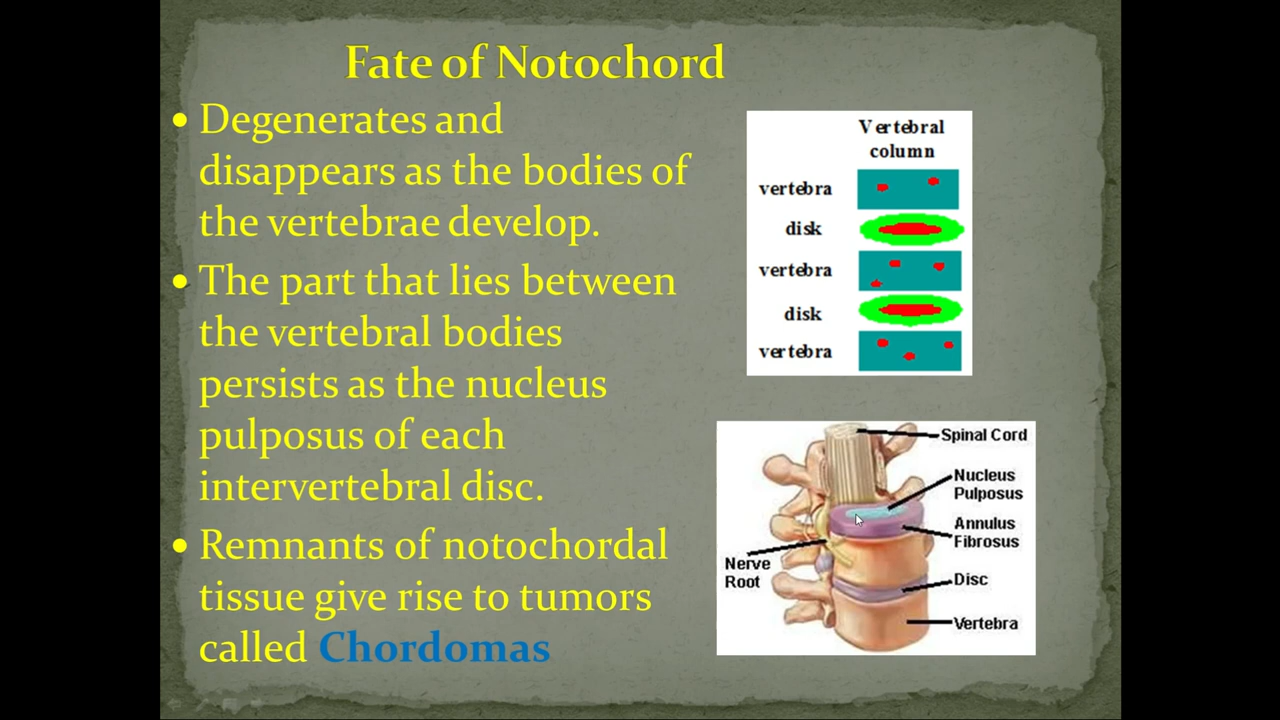 Fate of Notochord
• Degenerates and
disappears as the bodies of
the vertebrae develop.
• The part that lies between
the vertebral bodies
persists as the nucleus
pulposus of each
intervertebral disc.
• Remnants of notochordal
tissue give rise to tumors
called Chordomas
Vertebral
column
vertebra
disk
vertebra
disk
vertebra
Spinal Cord
Nucleus
Pulposus
Annulus
Fibrosus
Nerve
Root
Disc
Vertebra